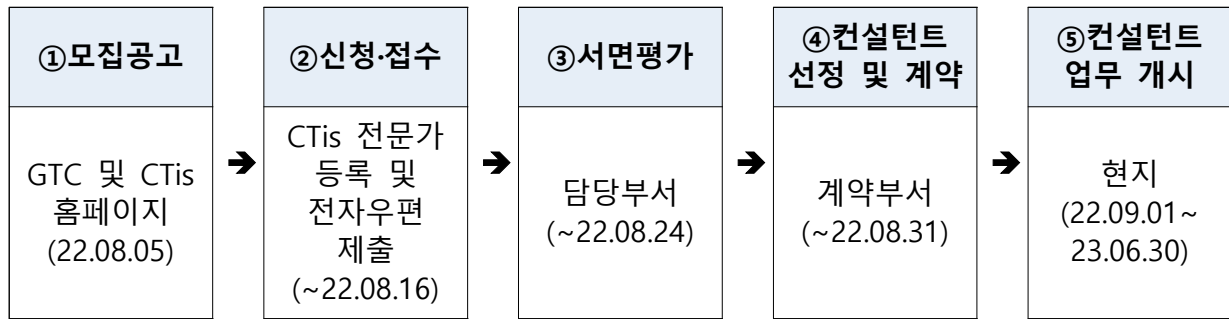 ①모집공고
GTC 및 CTis
홈페이지
(22.08.05)
➔
②신청·접수
CTis 전문가
등록 및
전자우편
제출
(~22.08.16)
➔
③서면평가
담당부서
(~22.08.24)
➔
④컨설턴트
선정 및 계약
계약부서
(~22.08.31)
➔
⑤컨설턴트
업무 개시
현지
(22.09.01~
23.06.30)